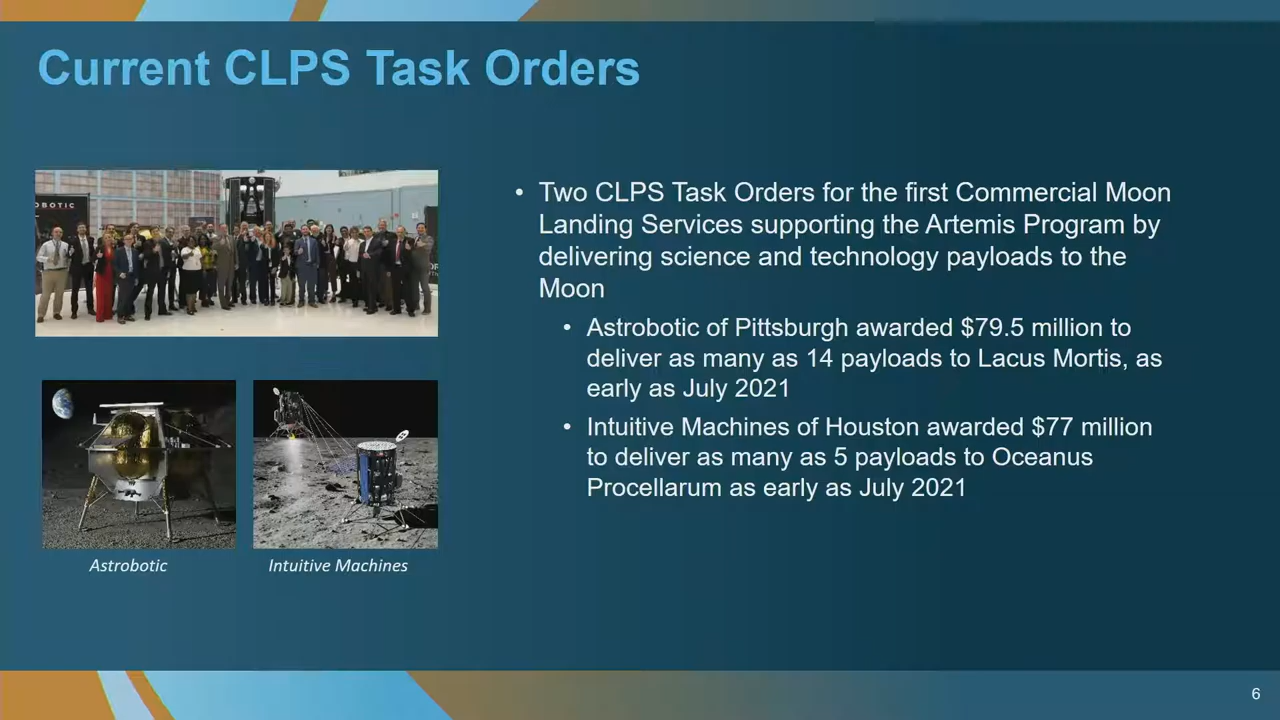 Current CLPS Task Orders
OBOTIC
• Two CLPS Task Orders for the first Commercial Moon
Landing Services supporting the Artemis Program by
delivering science and technology payloads to the
Moon
• Astrobotic of Pittsburgh awarded $79.5 million to
deliver as many as 14 payloads to Lacus Mortis, as
early as July 2021
• Intuitive Machines of Houston awarded $77 million
to deliver as many as 5 payloads to Oceanus
Procellarum as early as July 2021
Astrobotic
Intuitive Machines
6